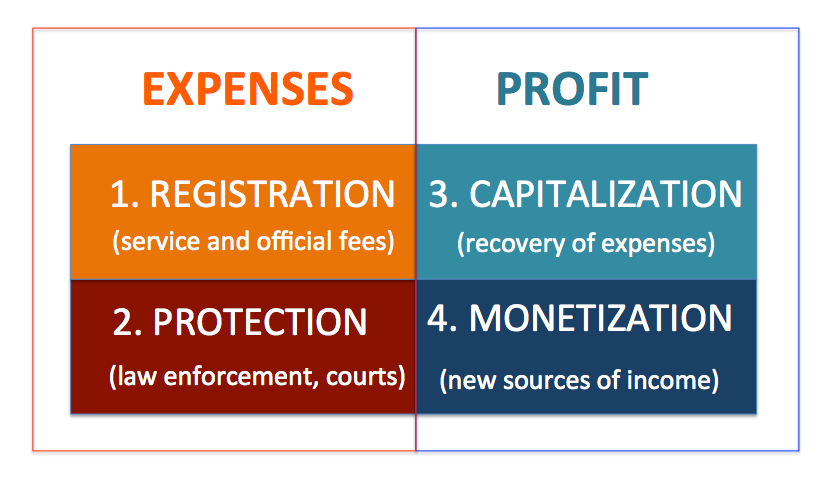 EXPENSES
PROFIT
1. REGISTRATION
(service and official fees)
3. CAPITALIZATION
(recovery of expenses)
2. PROTECTION
(law enforcement, courts)
4. MONETIZATION
(new sources of income)